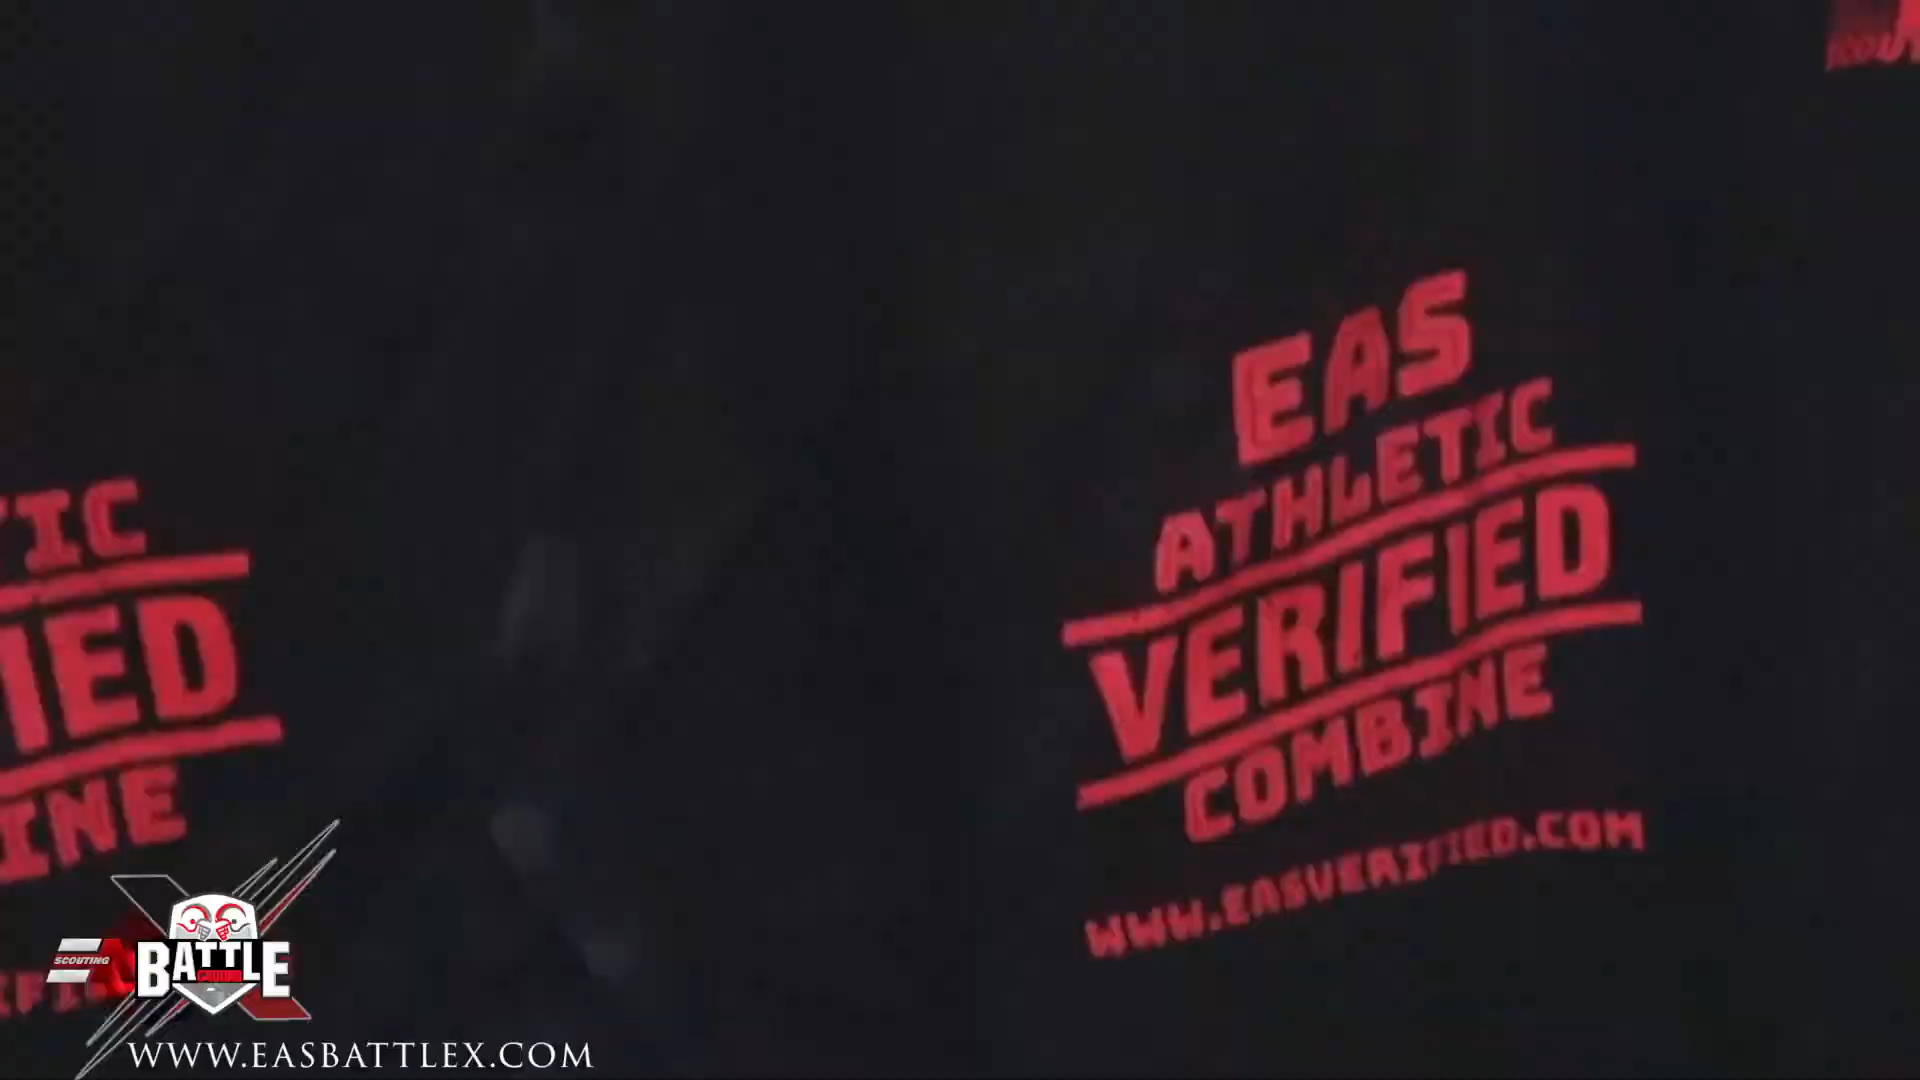 EAS
ATHLETIC
VERIFIED
COMBINE
WWW.EASVERIFIED.COM
TIC
IED
INE
SCOUTING
BATTLE
WWW.EASBATTLEX.COM